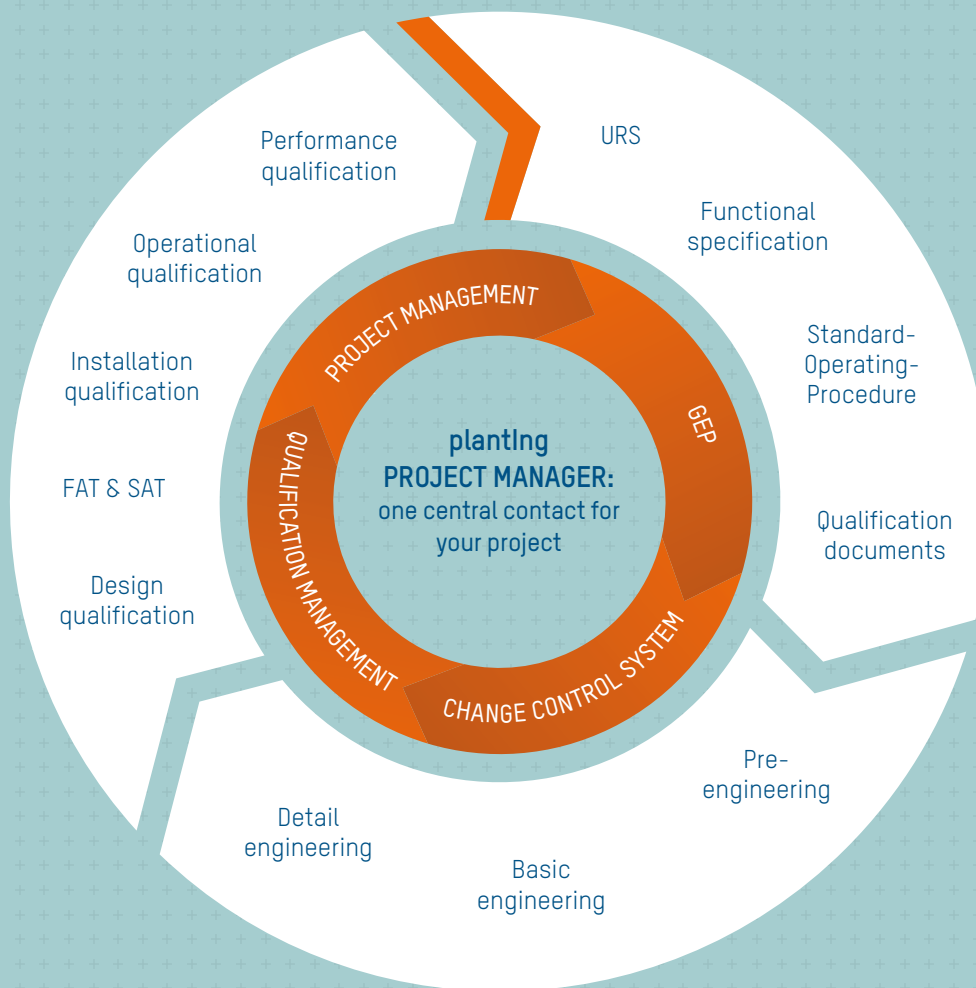 URS
Functional
specification
Standard-
Operating-
Procedure
Qualification
documents
Pre-
engineering
Basic
engineering
Detail
engineering
Design
qualification
FAT & SAT
Installation
qualification
Operational
qualification
Performance
qualification
PROJECT MANAGEMENT
GEP
CHANGE CONTROL SYSTEM
QUALIFICATION MANAGEMENT
plantIng
PROJECT MANAGER:
one central contact for
your project